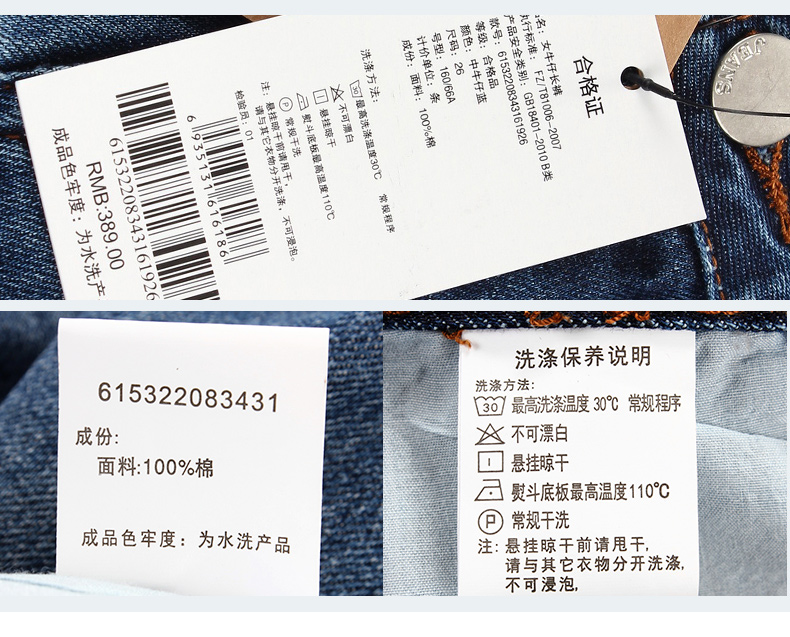 合格证
女牛仔长裤
执行标准：FZ/T81006-2007
产品安全类别：GB18401-2010 B类
款号：615322083431619​26
等级：合格品
颜色：中牛仔蓝
尺码：26
号型：160/66A
计价单位：条
成份：面料：100%棉
洗涤方法：
30 最高洗涤温度30℃ 常规程序
不可漂白
悬挂晾干
熨斗底板最高温度110℃
P 常规干洗
注：悬挂晾干前请甩干，
请与其它衣物分开洗涤，不可浸泡。
检验员：01
6935131616186
61532208343161926
RMB:389.00
成品色牢度：为水洗产
JEANS
615322083431
成份:
面料:100%棉
成品色牢度：为水洗产品
洗涤保养说明
洗涤方法:
30 最高洗涤温度 30℃ 常规程序
不可漂白
悬挂晾干
熨斗底板最高温度110℃
P 常规干洗
注: 悬挂晾干前请甩干,
请与其它衣物分开洗涤,
不可浸泡,